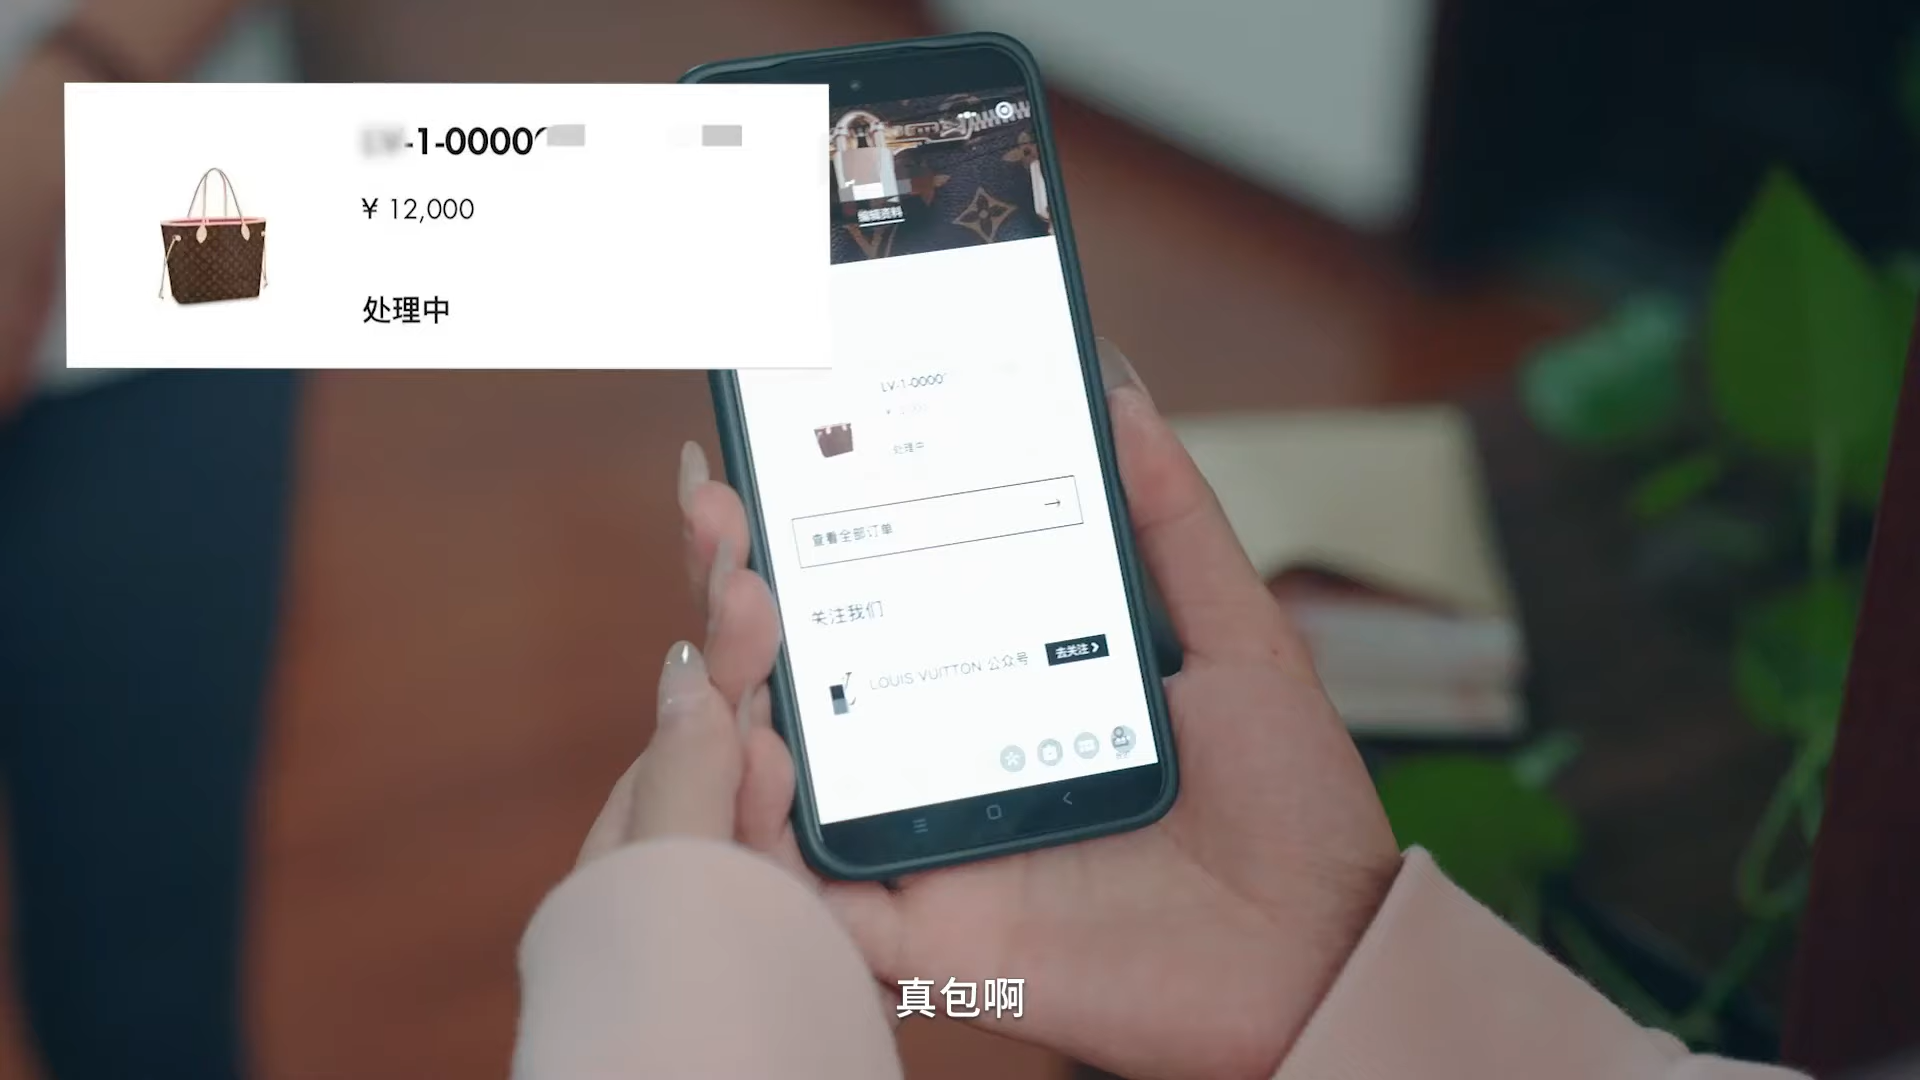 -1-0000
¥ 12,000
处理中
编辑资料
LV-1-0000
处理中
查看全部订单 →
关注我们
LOUIS VUITTON 公众号 去关注 >
真包啊